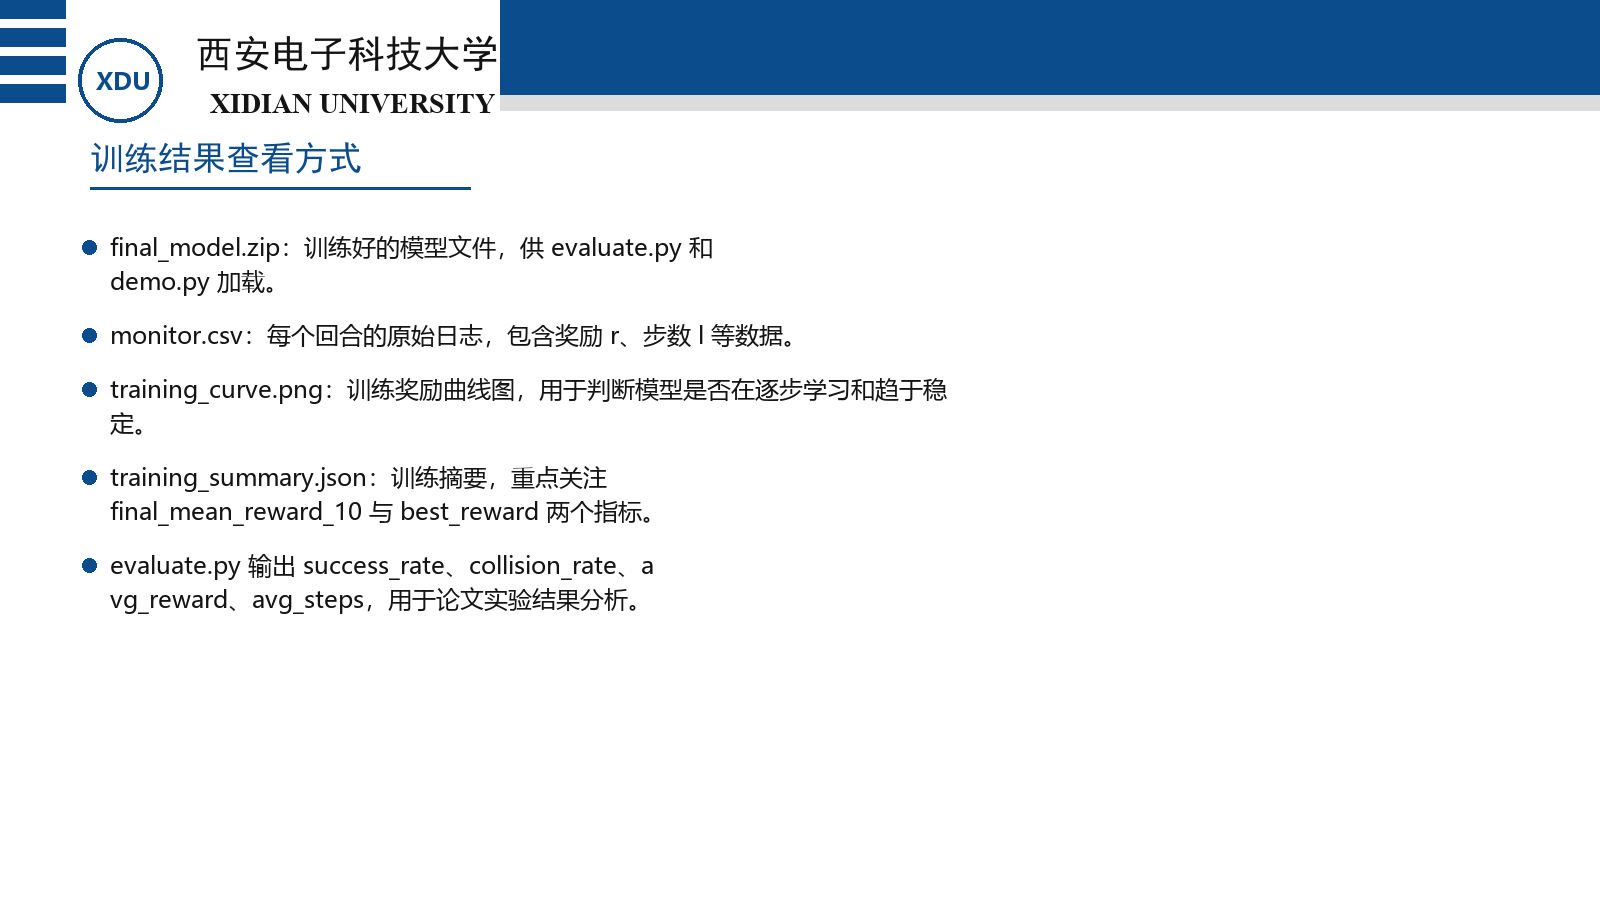 西安电子科技大学
XDU
XIDIAN UNIVERSITY
训练结果查看方式
final_model.zip：训练好的模型文件，供 evaluate.py 和
demo.py 加载。
monitor.csv：每个回合的原始日志，包含奖励 r、步数 l 等数据。
training_curve.png：训练奖励曲线图，用于判断模型是否在逐步学习和趋于稳
定。
training_summary.json：训练摘要，重点关注
final_mean_reward_10 与 best_reward 两个指标。
evaluate.py 输出 success_rate、collision_rate、a
vg_reward、avg_steps，用于论文实验结果分析。